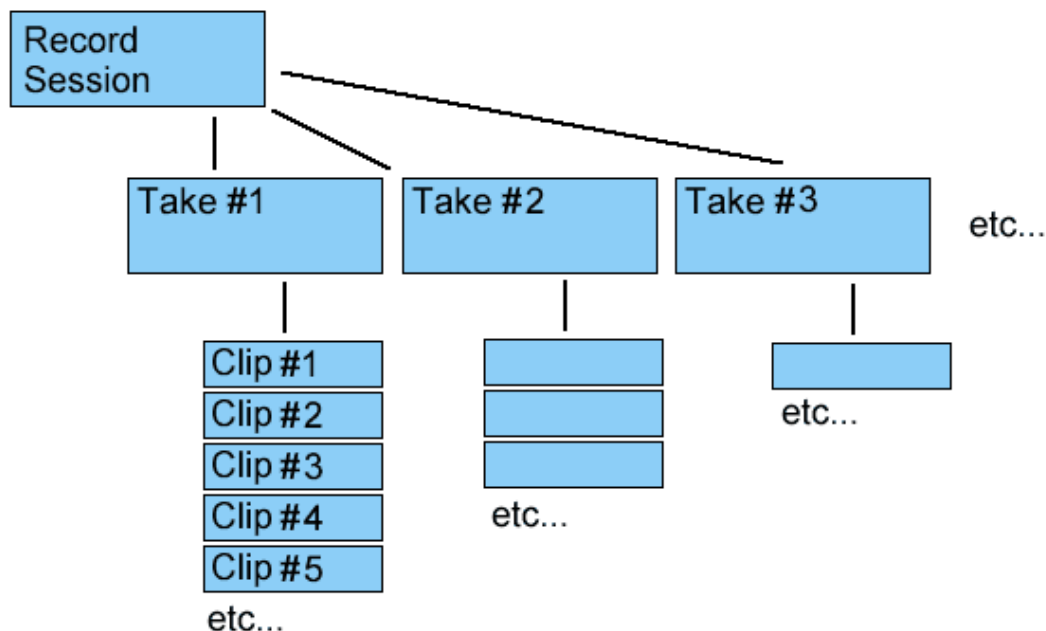 Record
Session
Take #1
Take #2
Take #3
etc...
Clip #1
Clip #2
Clip #3
Clip #4
Clip #5
etc...
etc...
etc...